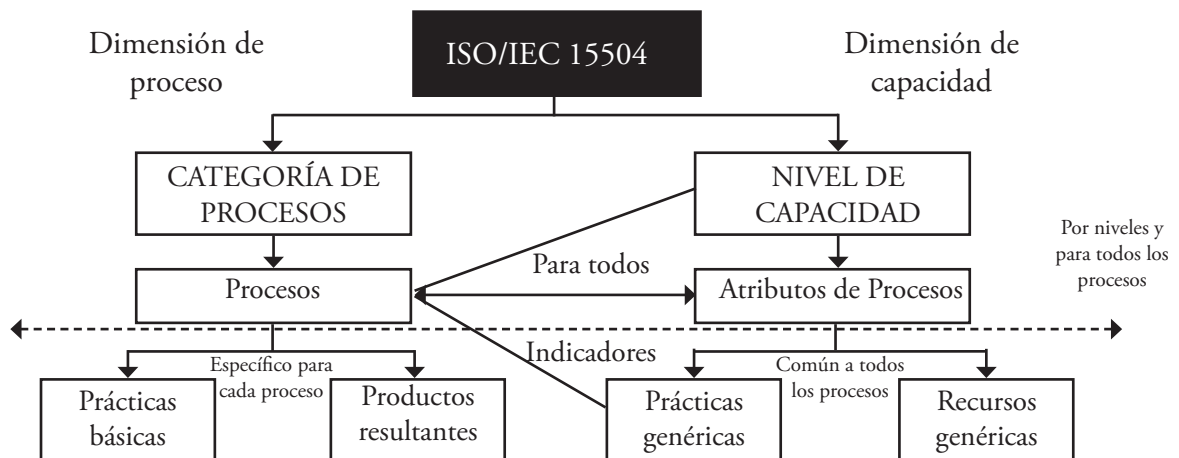 Dimensión de
proceso
ISO/IEC 15504
Dimensión de
capacidad
CATEGORÍA DE
PROCESOS
NIVEL DE
CAPACIDAD
Por niveles y
para todos los
procesos
Procesos
Para todos
Atributos de Procesos
Indicadores
Específico para
cada proceso
Común a todos
los procesos
Prácticas
básicas
Productos
resultantes
Prácticas
genéricas
Recursos
genéricos